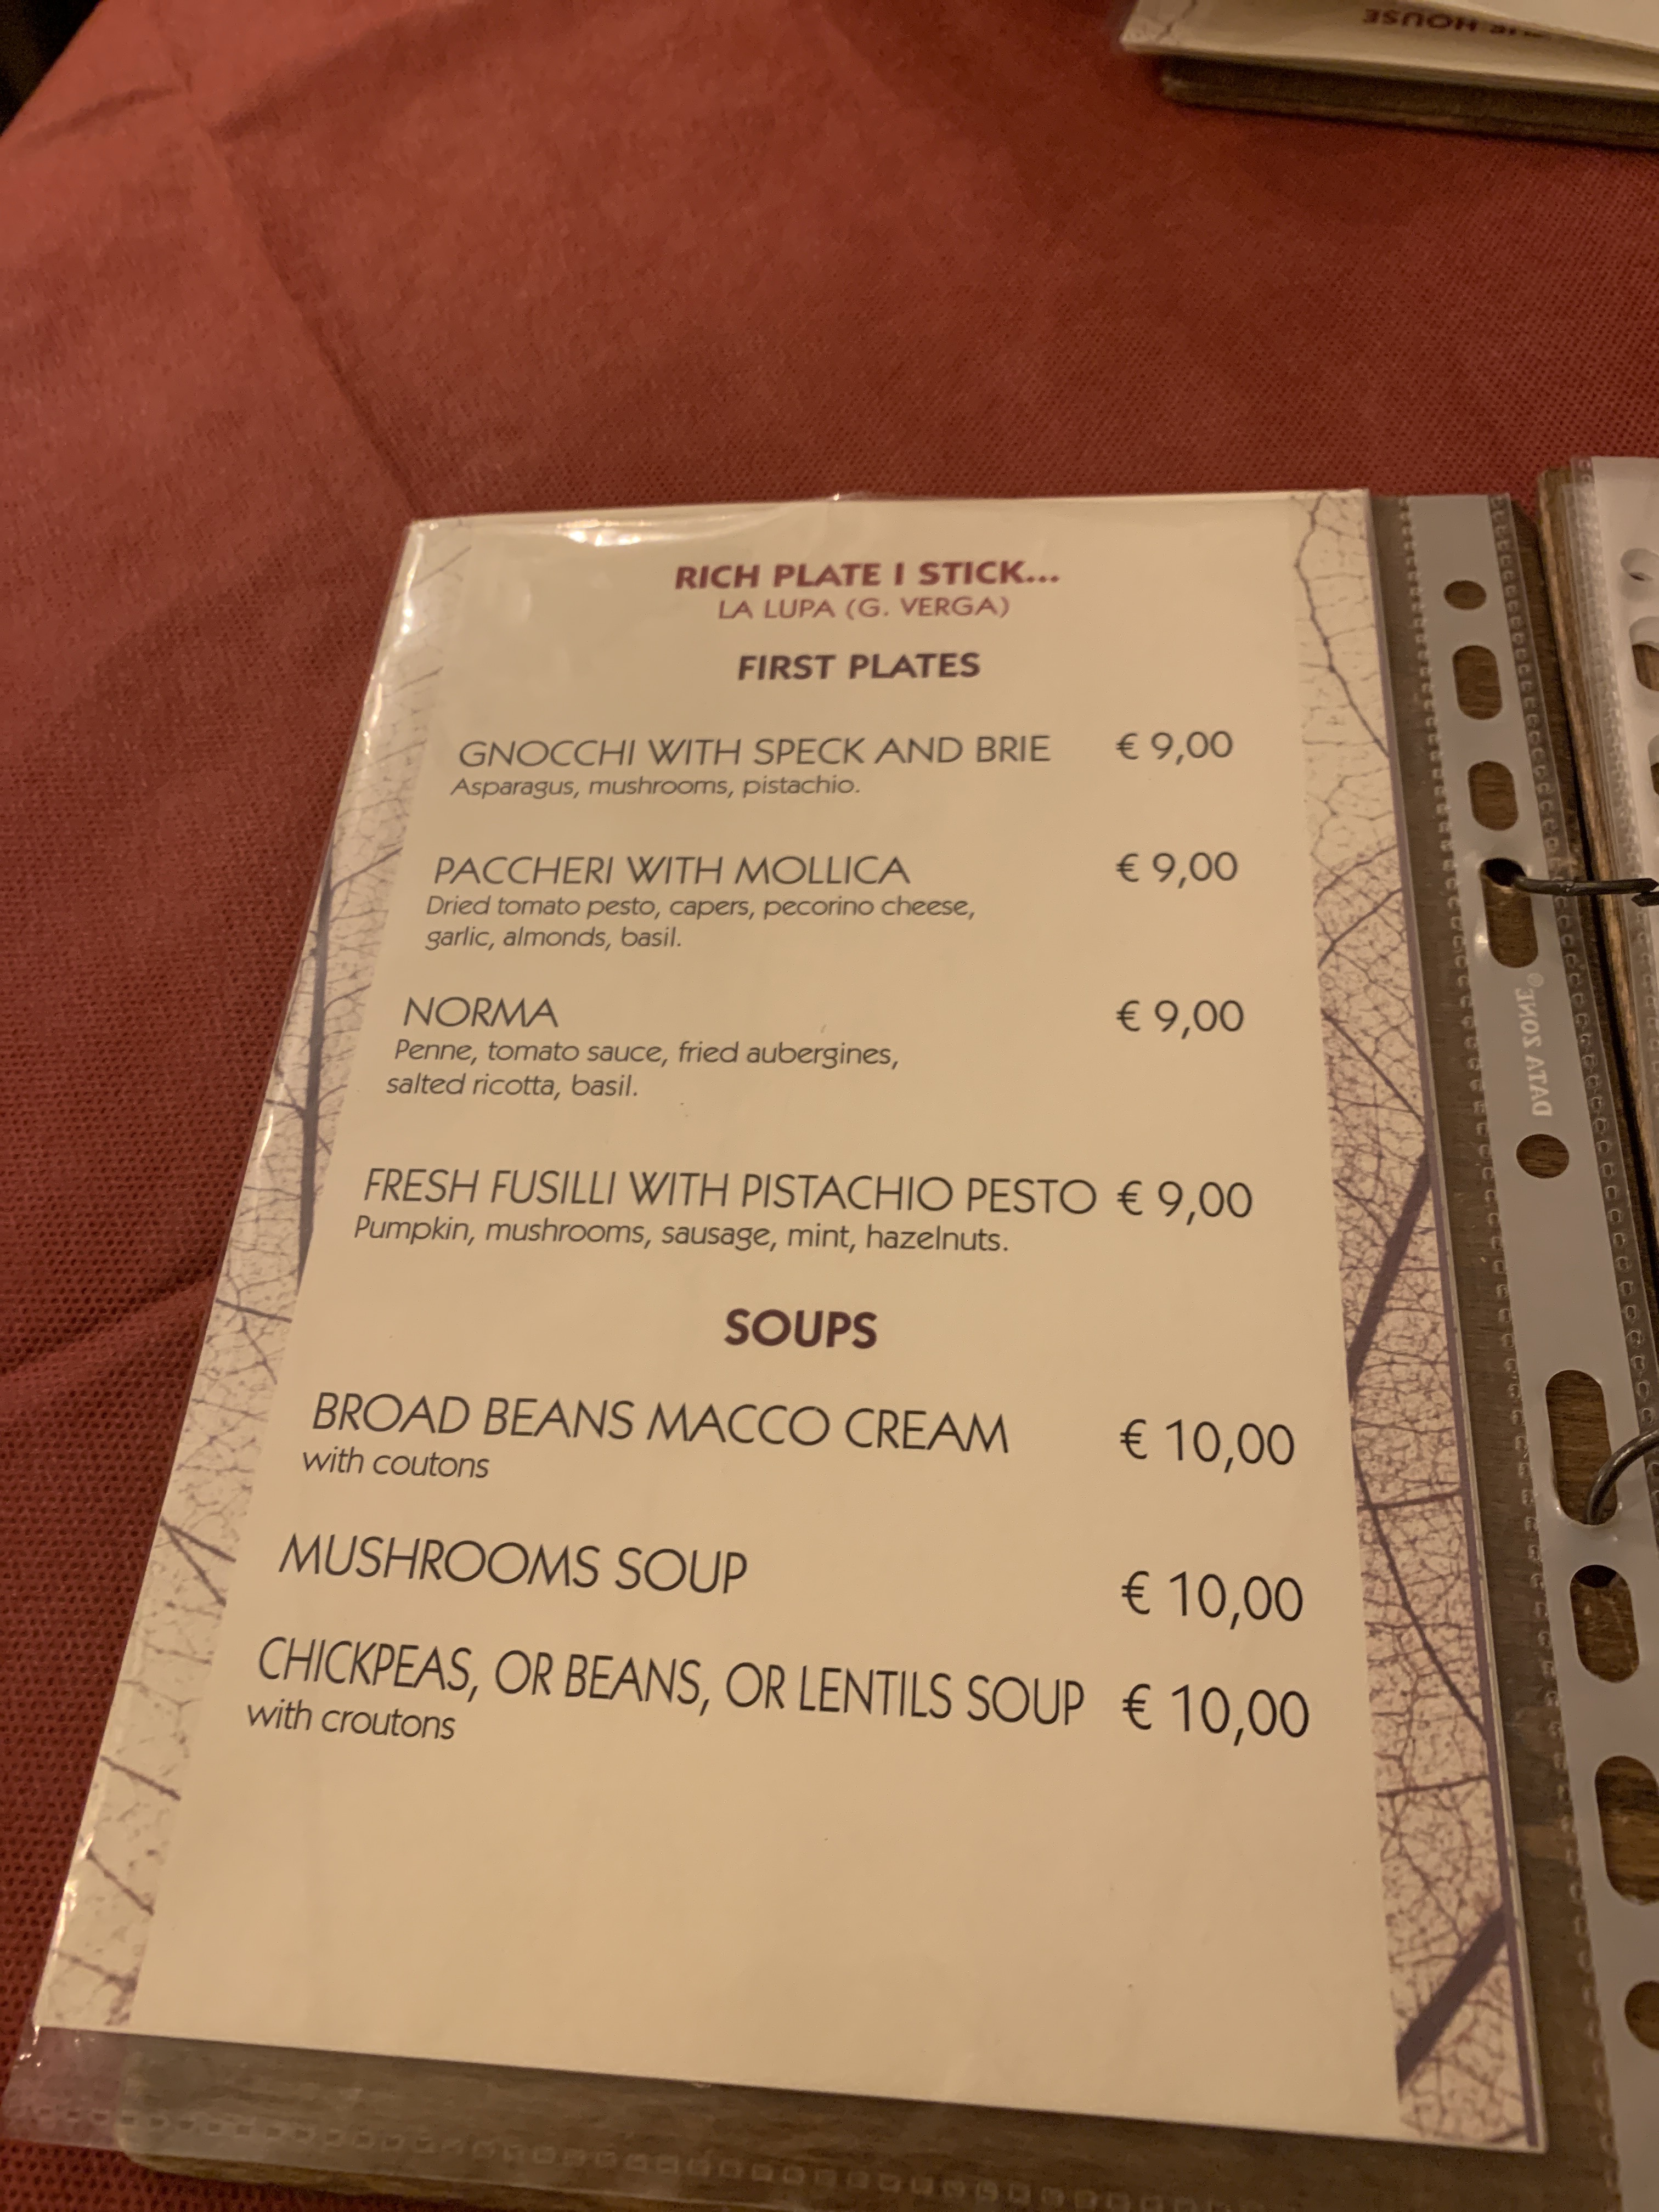 THE HOUSE
RICH PLATE I STICK...
LA LUPA (G. VERGA)
FIRST PLATES
GNOCCHI WITH SPECK AND BRIE € 9,00
Asparagus, mushrooms, pistachio.
PACCHERI WITH MOLLICA € 9,00
Dried tomato pesto, capers, pecorino cheese,
garlic, almonds, basil.
NORMA € 9,00
Penne, tomato sauce, fried aubergines,
salted ricotta, basil.
FRESH FUSILLI WITH PISTACHIO PESTO € 9,00
Pumpkin, mushrooms, sausage, mint, hazelnuts.
SOUPS
BROAD BEANS MACCO CREAM € 10,00
with coutons
MUSHROOMS SOUP € 10,00
CHICKPEAS, OR BEANS, OR LENTILS SOUP € 10,00
with croutons
DATA ZONE®